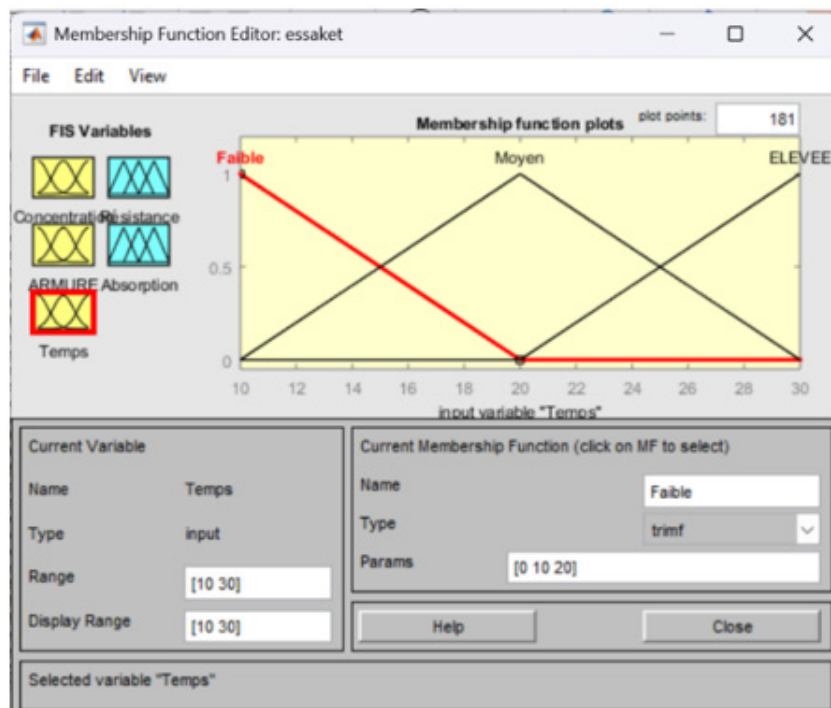 Membership Function Editor: essaket
File Edit View
FIS Variables
Membership function plots
plot points:
181
Faible
Moyen
ELEVEE
Concentration
Résistance
ARMURE
Absorption
Temps
1
0.5
0
10 12 14 16 18 20 22 24 26 28 30
input variable "Temps"
Current Variable
Name Temps
Type input
Range [10 30]
Display Range [10 30]
Current Membership Function (click on MF to select)
Name Faible
Type trimf
Params [0 10 20]
Help Close
Selected variable "Temps"